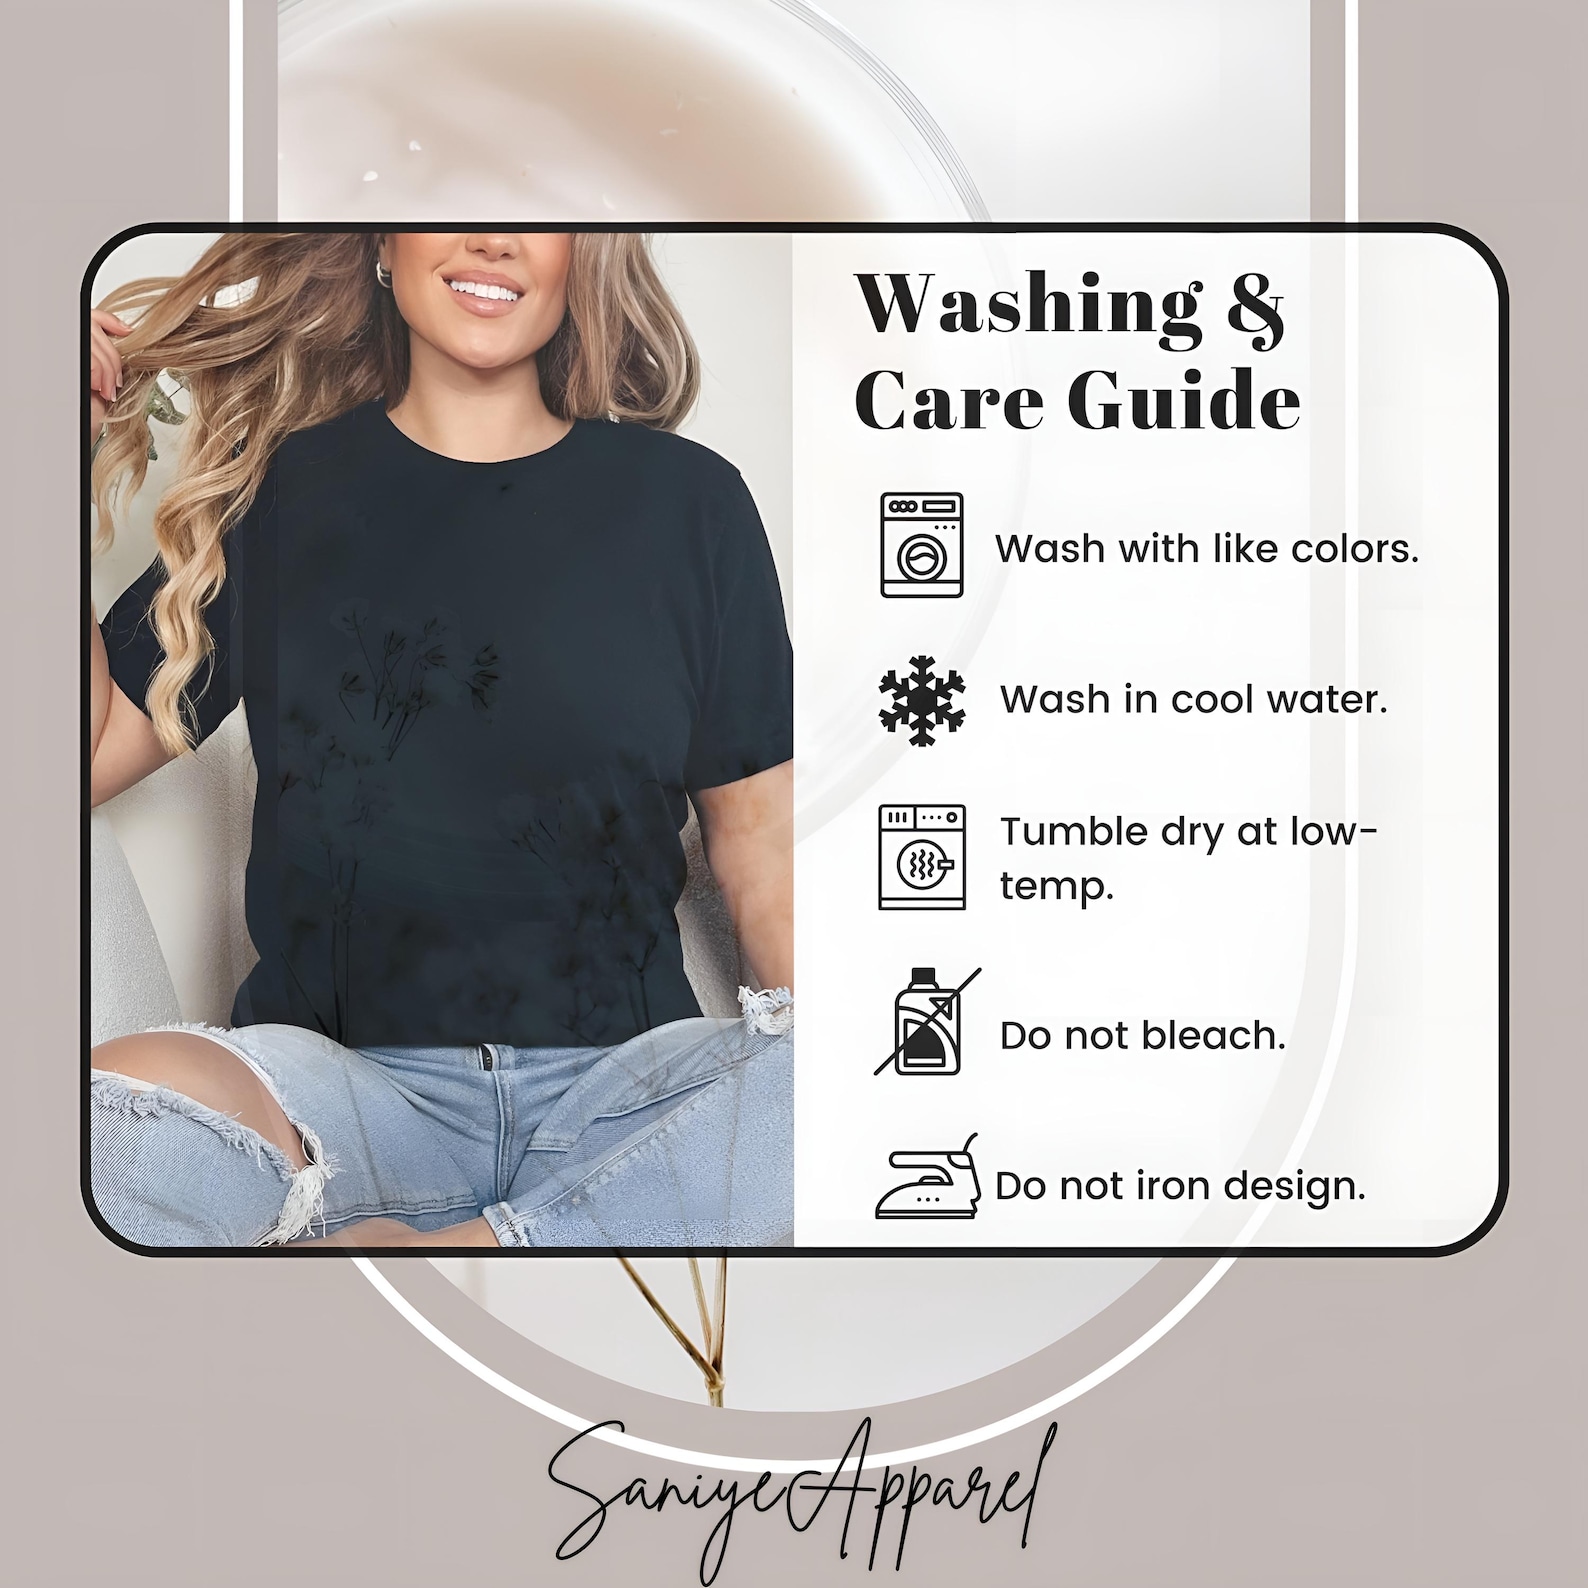 Washing &
Care Guide
Wash with like colors.
Wash in cool water.
Tumble dry at low-
temp.
Do not bleach.
Do not iron design.
SaniyeApparel